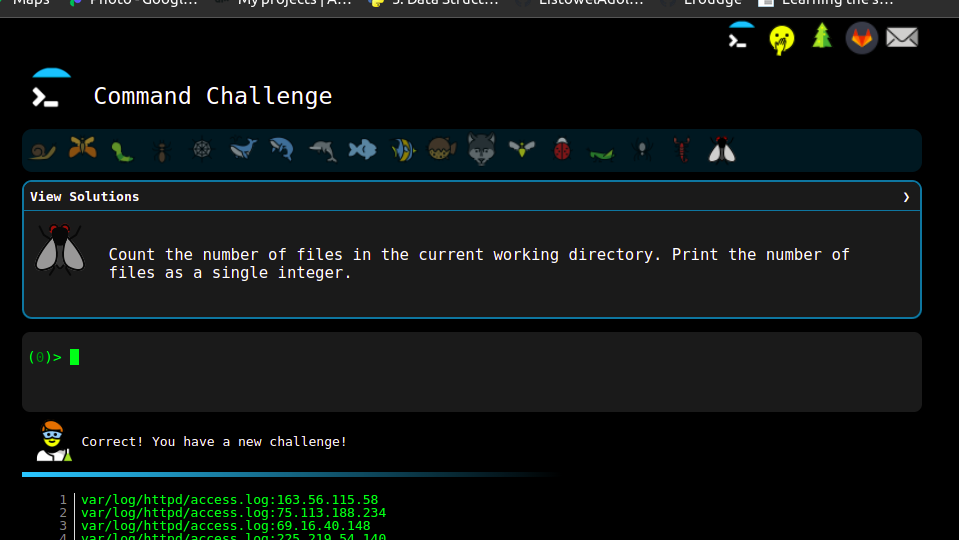 Maps
Photo - Googl...
My projects | A...
5. Data Struct...
ListowelAdol...
Erudge
Learning the s...
Command Challenge
View Solutions
Count the number of files in the current working directory. Print the number of
files as a single integer.
(0)>
Correct! You have a new challenge!
1 var/log/httpd/access.log:163.56.115.58
2 var/log/httpd/access.log:75.113.188.234
3 var/log/httpd/access.log:69.16.40.148
4 var/log/httpd/access.log:225.219.54.140